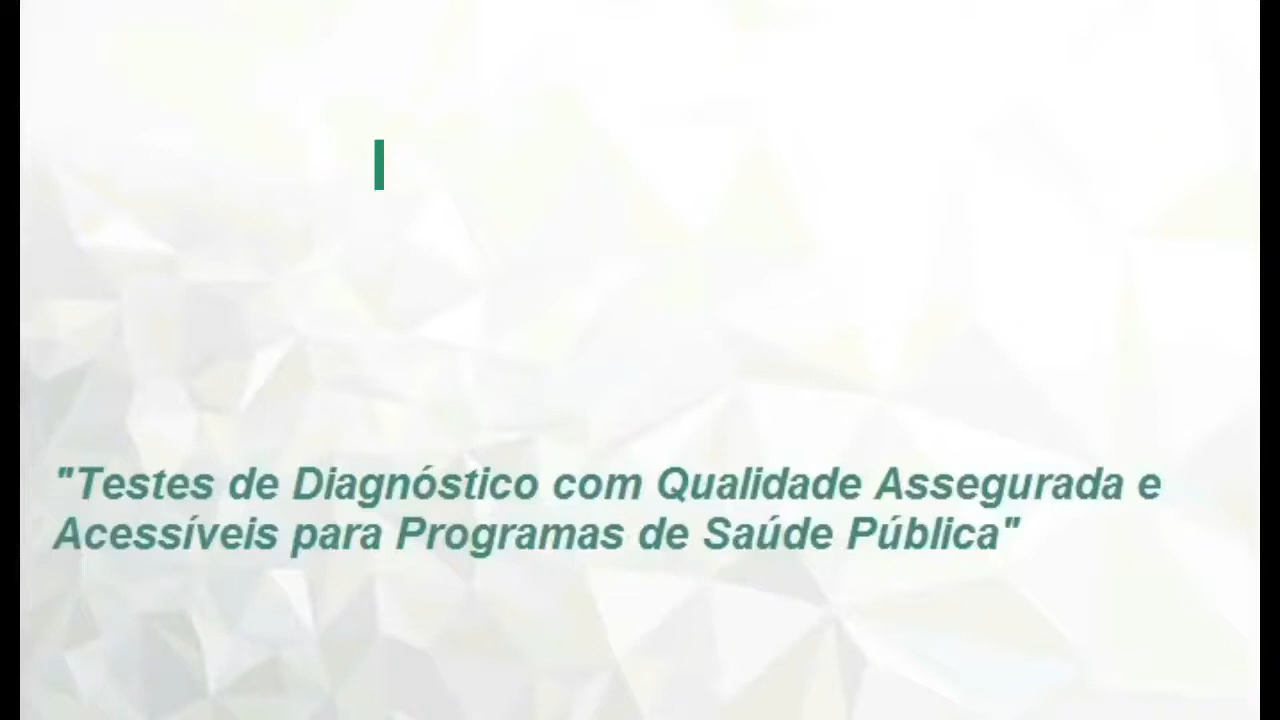 "Testes de Diagnóstico com Qualidade Assegurada e
Acessíveis para Programas de Saúde Pública"